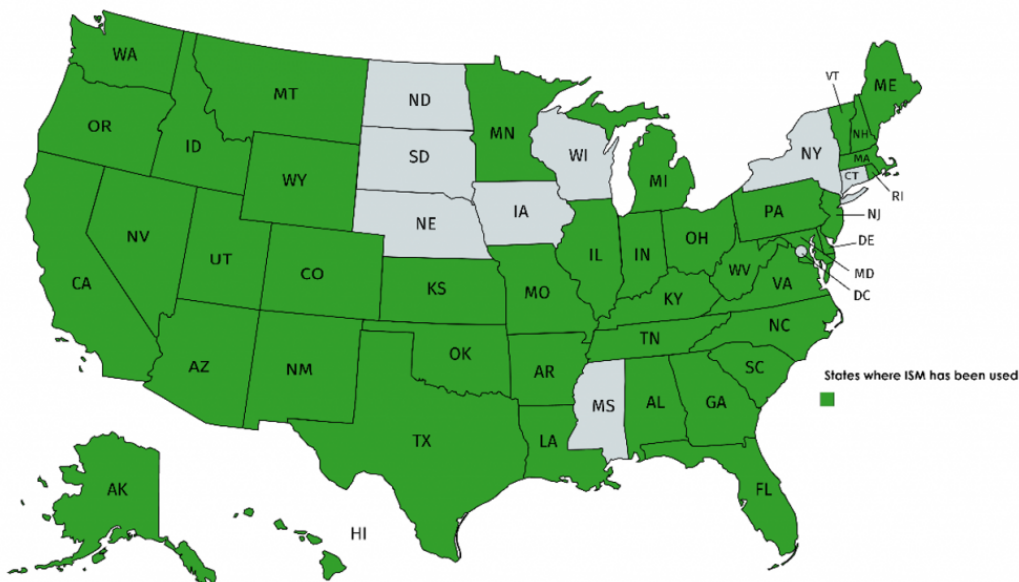 WA
MT
ND
MN
VT
ME
OR
ID
SD
WI
NY
NH
MA
WY
MI
CT
RI
NV
UT
NE
IA
PA
NJ
CA
CO
IL
IN
OH
DE
KS
MO
WV
VA
MD
DC
KY
AZ
NM
OK
TN
NC
AR
SC
MS
AL
GA
States where ISM has been used
TX
LA
FL
AK
HI